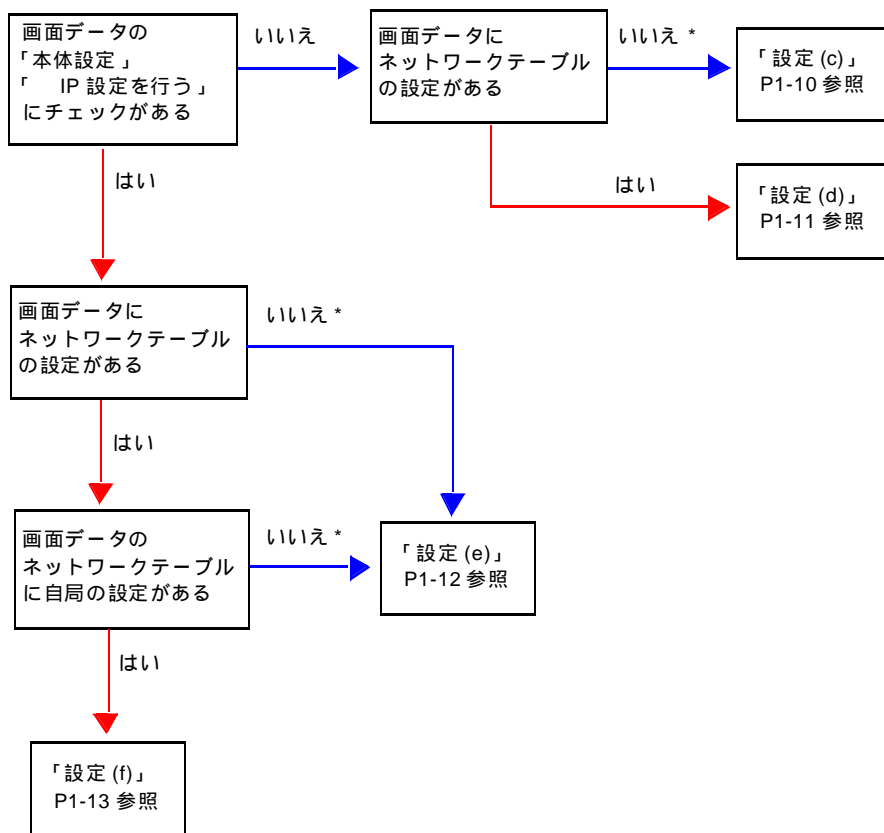 画面データの
「本体設定」
「 IP 設定を行う」
にチェックがある
いいえ
画面データに
ネットワークテーブル
の設定がある
いいえ *
「設定 (c)」
P1-10 参照
はい
「設定 (d)」
P1-11 参照
はい
画面データに
ネットワークテーブル
の設定がある
いいえ *
はい
画面データの
ネットワークテーブル
に自局の設定がある
いいえ *
「設定 (e)」
P1-12 参照
はい
「設定 (f)」
P1-13 参照